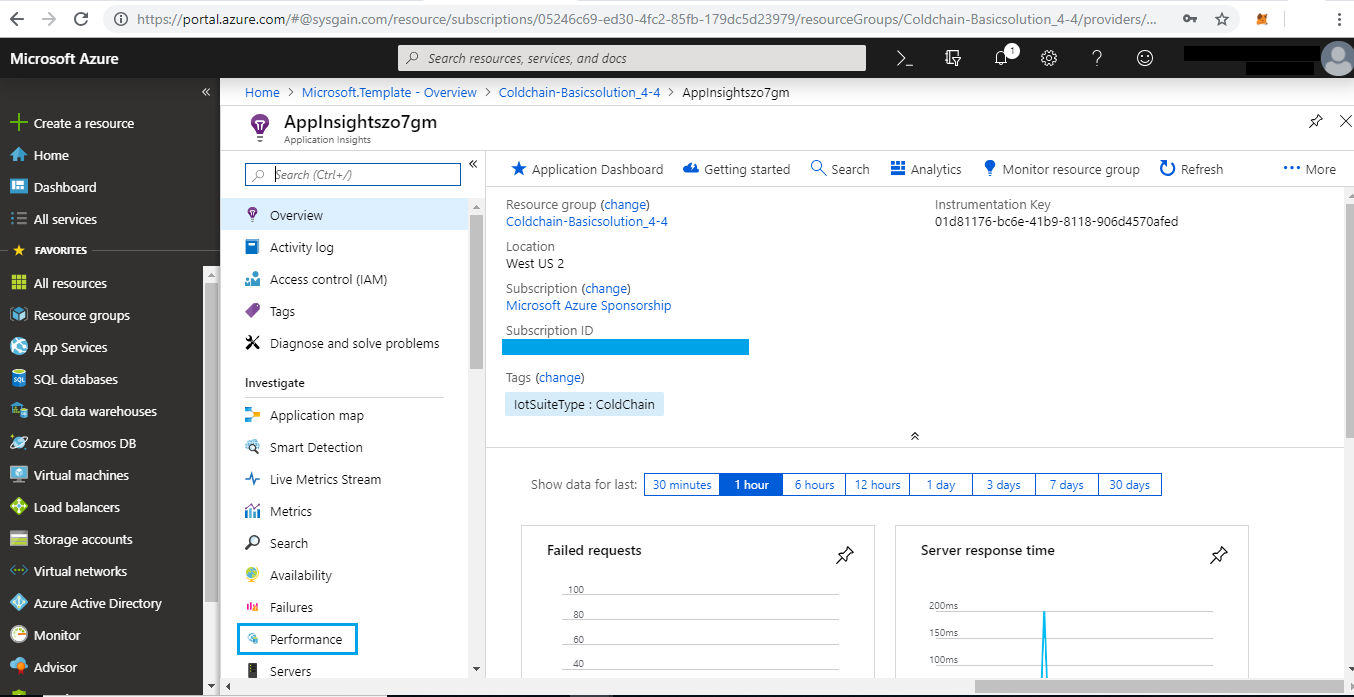 https://portal.azure.com/#@sysgain.com/resource/subscriptions/05246c69-ed30-4fc2-85fb-179dc5d23979/resourceGroups/Coldchain-Basicsolution_4-4/providers/...
Microsoft Azure
Search resources, services, and docs
1
Create a resource
Home
Dashboard
All services
FAVORITES
All resources
Resource groups
App Services
SQL databases
SQL data warehouses
Azure Cosmos DB
Virtual machines
Load balancers
Storage accounts
Virtual networks
Azure Active Directory
Monitor
Advisor
Home > Microsoft.Template - Overview > Coldchain-Basicsolution_4-4 > AppInsightszo7gm
AppInsightszo7gm
Application Insights
Search (Ctrl+/)
Overview
Activity log
Access control (IAM)
Tags
Diagnose and solve problems
Investigate
Application map
Smart Detection
Live Metrics Stream
Metrics
Search
Availability
Failures
Performance
Servers
Application Dashboard Getting started Search Analytics Monitor resource group Refresh More
Resource group (change)
Coldchain-Basicsolution_4-4
Location
West US 2
Subscription (change)
Microsoft Azure Sponsorship
Subscription ID
Tags (change)
IotSuiteType : ColdChain
Instrumentation Key
01d81176-bc6e-41b9-8118-906d4570afed
Show data for last: 30 minutes 1 hour 6 hours 12 hours 1 day 3 days 7 days 30 days
Failed requests
100
80
60
40
Server response time
200ms
150ms
100ms